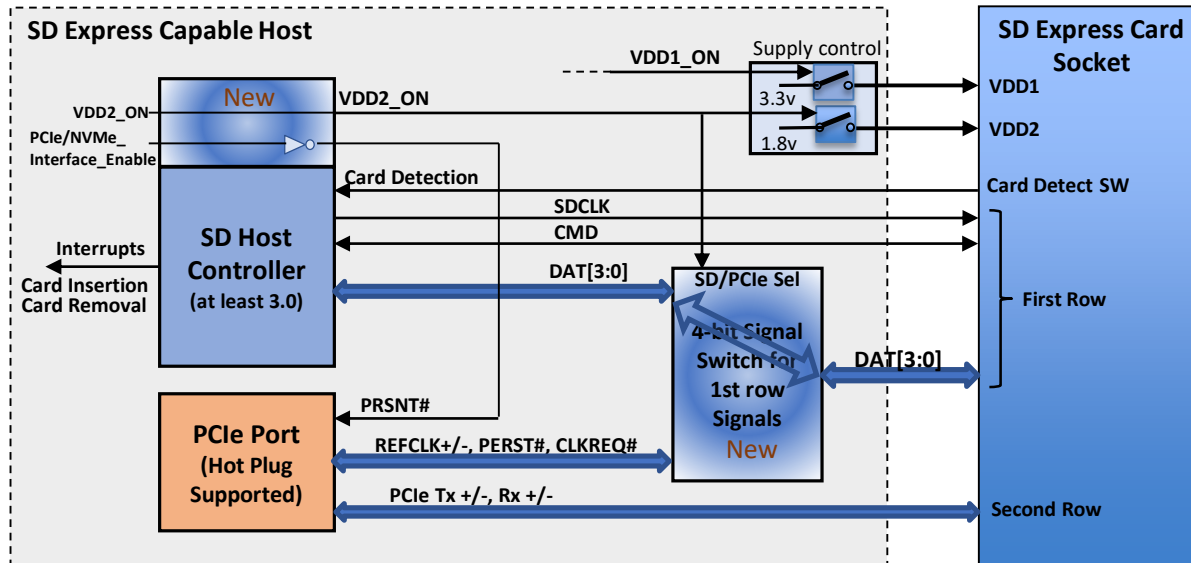 SD Express Capable Host
SD Express Card
Socket
Supply control
VDD1_ON
New
VDD2_ON
VDD2_ON
3.3v
VDD1
PCIe/NVMe_
Interface_Enable
1.8v
VDD2
Card Detection
Card Detect SW
SDCLK
CMD
SD Host
Controller
(at least 3.0)
Interrupts
Card Insertion
Card Removal
DAT[3:0]
SD/PCIe Sel
4-bit Signal
Switch for
1st row
Signals
New
First Row
DAT[3:0]
PRSNT#
PCIe Port
(Hot Plug
Supported)
REFCLK+/-, PERST#, CLKREQ#
PCIe Tx +/-, Rx +/-
Second Row